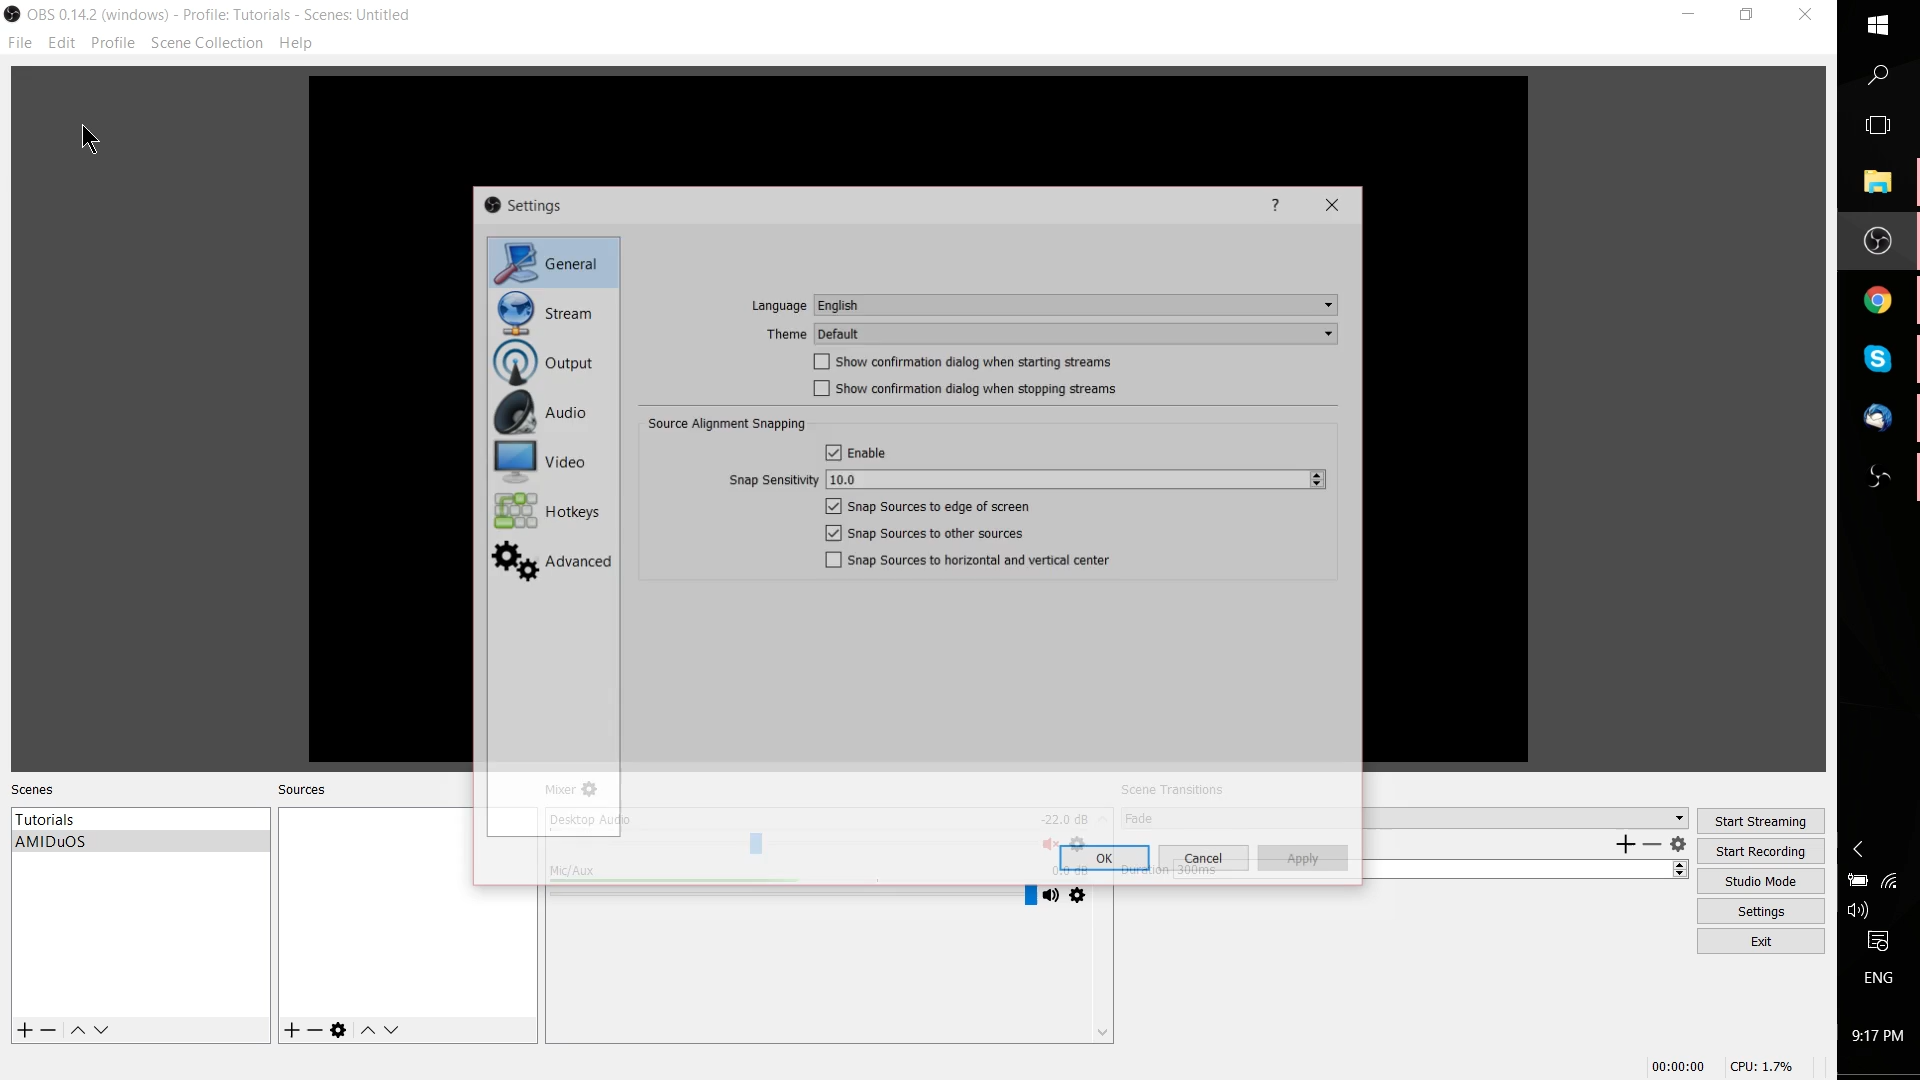 OBS 0.14.2 (windows) - Profile: Tutorials - Scenes: Untitled
File Edit Profile Scene Collection Help
Settings ?
General
Stream
Output
Audio
Video
Hotkeys
Advanced
Language English
Theme Default
Show confirmation dialog when starting streams
Show confirmation dialog when stopping streams
Source Alignment Snapping
Enable
Snap Sensitivity 10.0
Snap Sources to edge of screen
Snap Sources to other sources
Snap Sources to horizontal and vertical center
OK Cancel Apply
Scenes
Tutorials
AMIDuOS
Sources
Mixer
Desktop Audio -22.0 dB
Mic/Aux 0.0 dB
Scene Transitions
Fade
Duration 300ms
Start Streaming
Start Recording
Studio Mode
Settings
Exit
00:00:00 CPU: 1.7%
ENG
9:17 PM